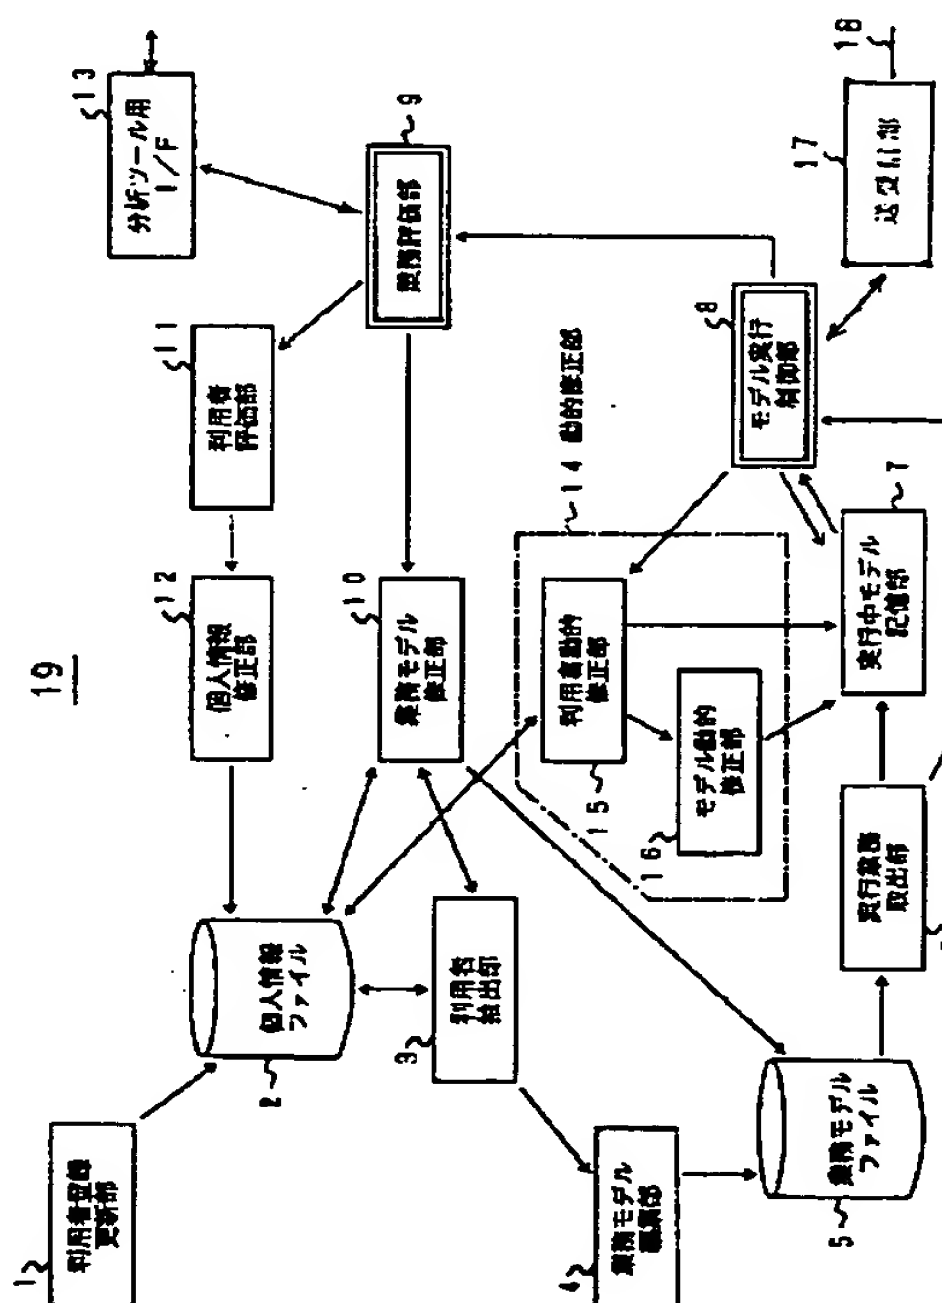 19
1
利用者登録
更新部
2
個人情報
ファイル
12
個人情報
修正部
11
利用者
評価部
13
分析ツール用
I/F
3
利用者
抽出部
10
業務モデル
修正部
9
業務評価部
4
業務モデル
編集部
14 動的修正部
15
利用者動的
修正部
16
モデル動的
修正部
8
モデル実行
制御部
5
業務モデル
ファイル
実行業務
取出部
7
実行中モデル
記憶部
17
送受信部
18